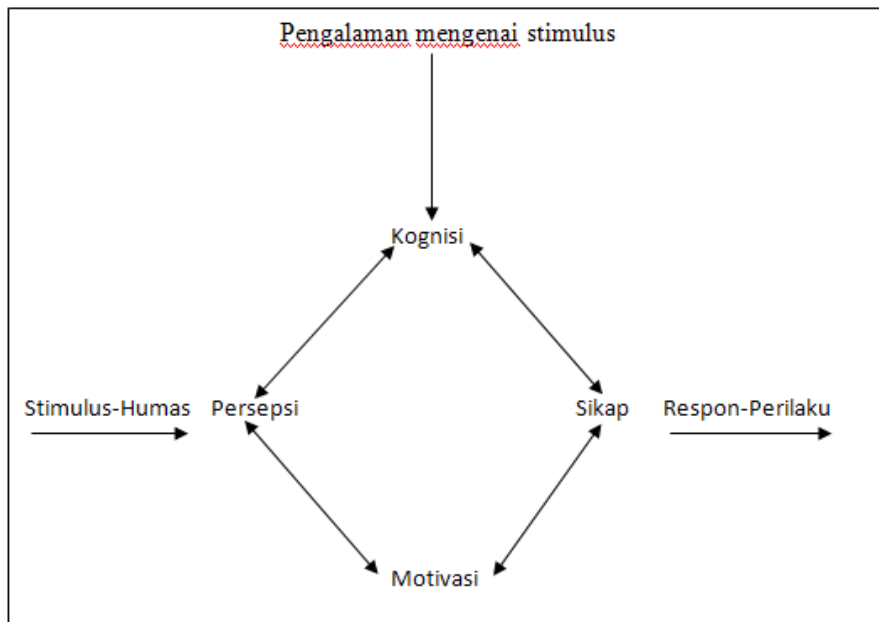 Pengalaman mengenai stimulus
Kognisi
Stimulus-Humas Persepsi Sikap Respon-Perilaku
Motivasi